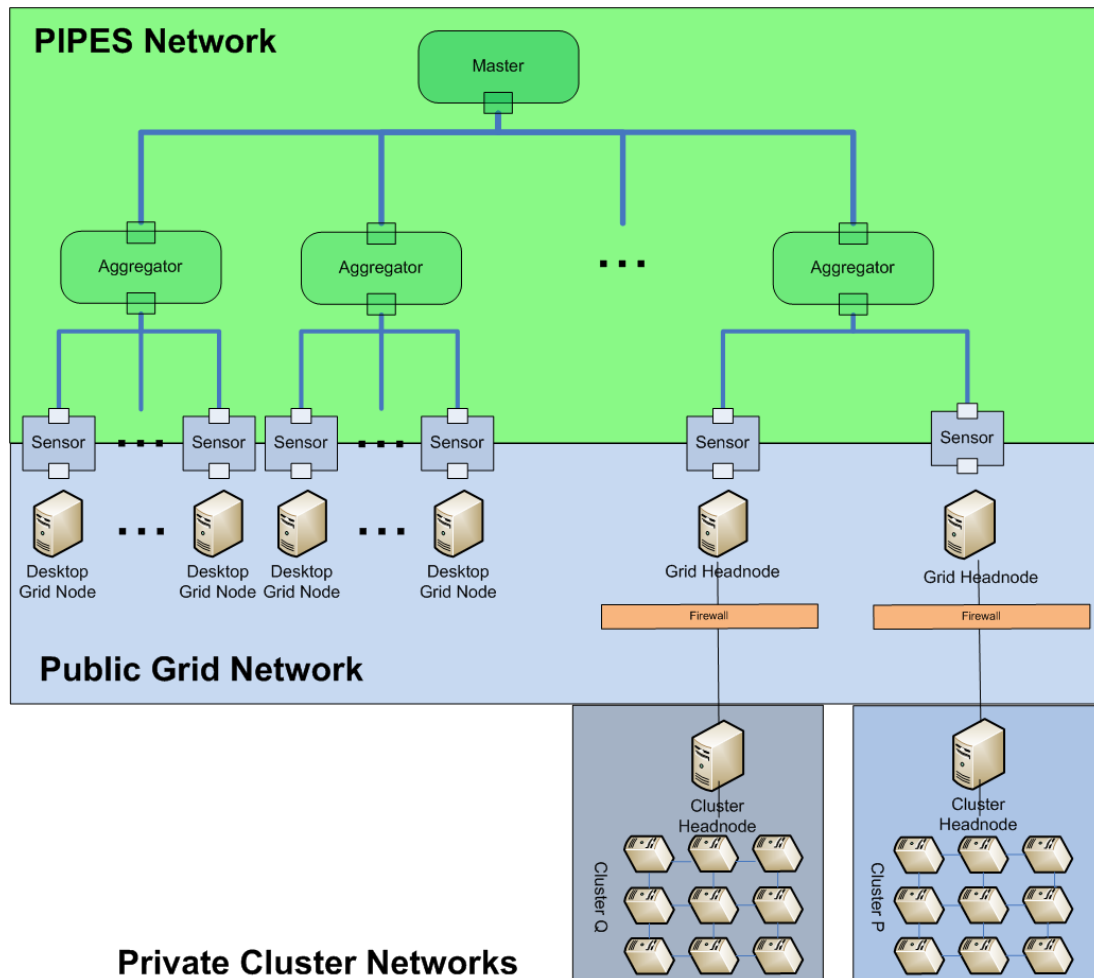 PIPES Network
Master
Aggregator
Aggregator
...
Aggregator
Sensor
...
Sensor
Sensor
...
Sensor
Sensor
Sensor
...
...
Desktop
Grid Node
Desktop
Grid Node
Desktop
Grid Node
Desktop
Grid Node
Grid Headnode
Grid Headnode
Firewall
Firewall
Public Grid Network
Cluster
Headnode
Cluster
Headnode
Cluster Q
Cluster P
Private Cluster Networks